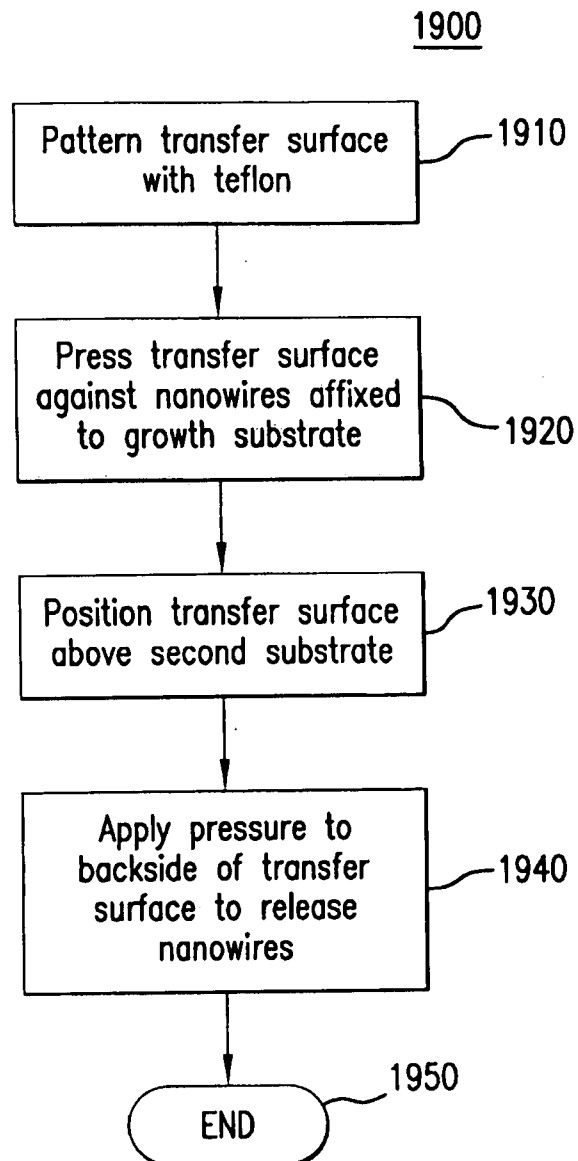 1900
Pattern transfer surface
with teflon
1910
Press transfer surface
against nanowires affixed
to growth substrate
1920
Position transfer surface
above second substrate
1930
Apply pressure to
backside of transfer
surface to release
nanowires
1940
END
1950